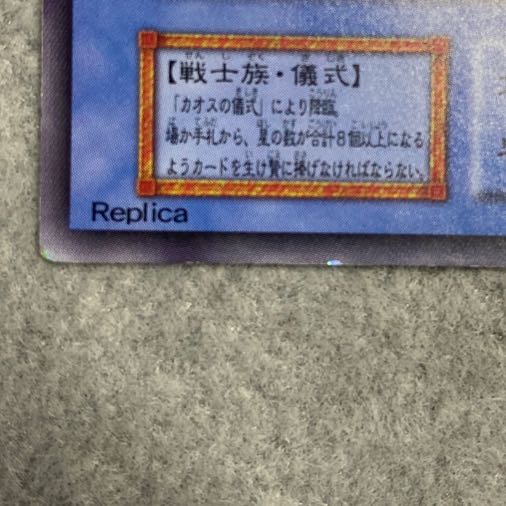 【戦士族・儀式】
「カオスの儀式」により降臨。
場か手札から、星の数が合計8個以上になる
ようカードを生け贄に捧げなければならない。
Replica